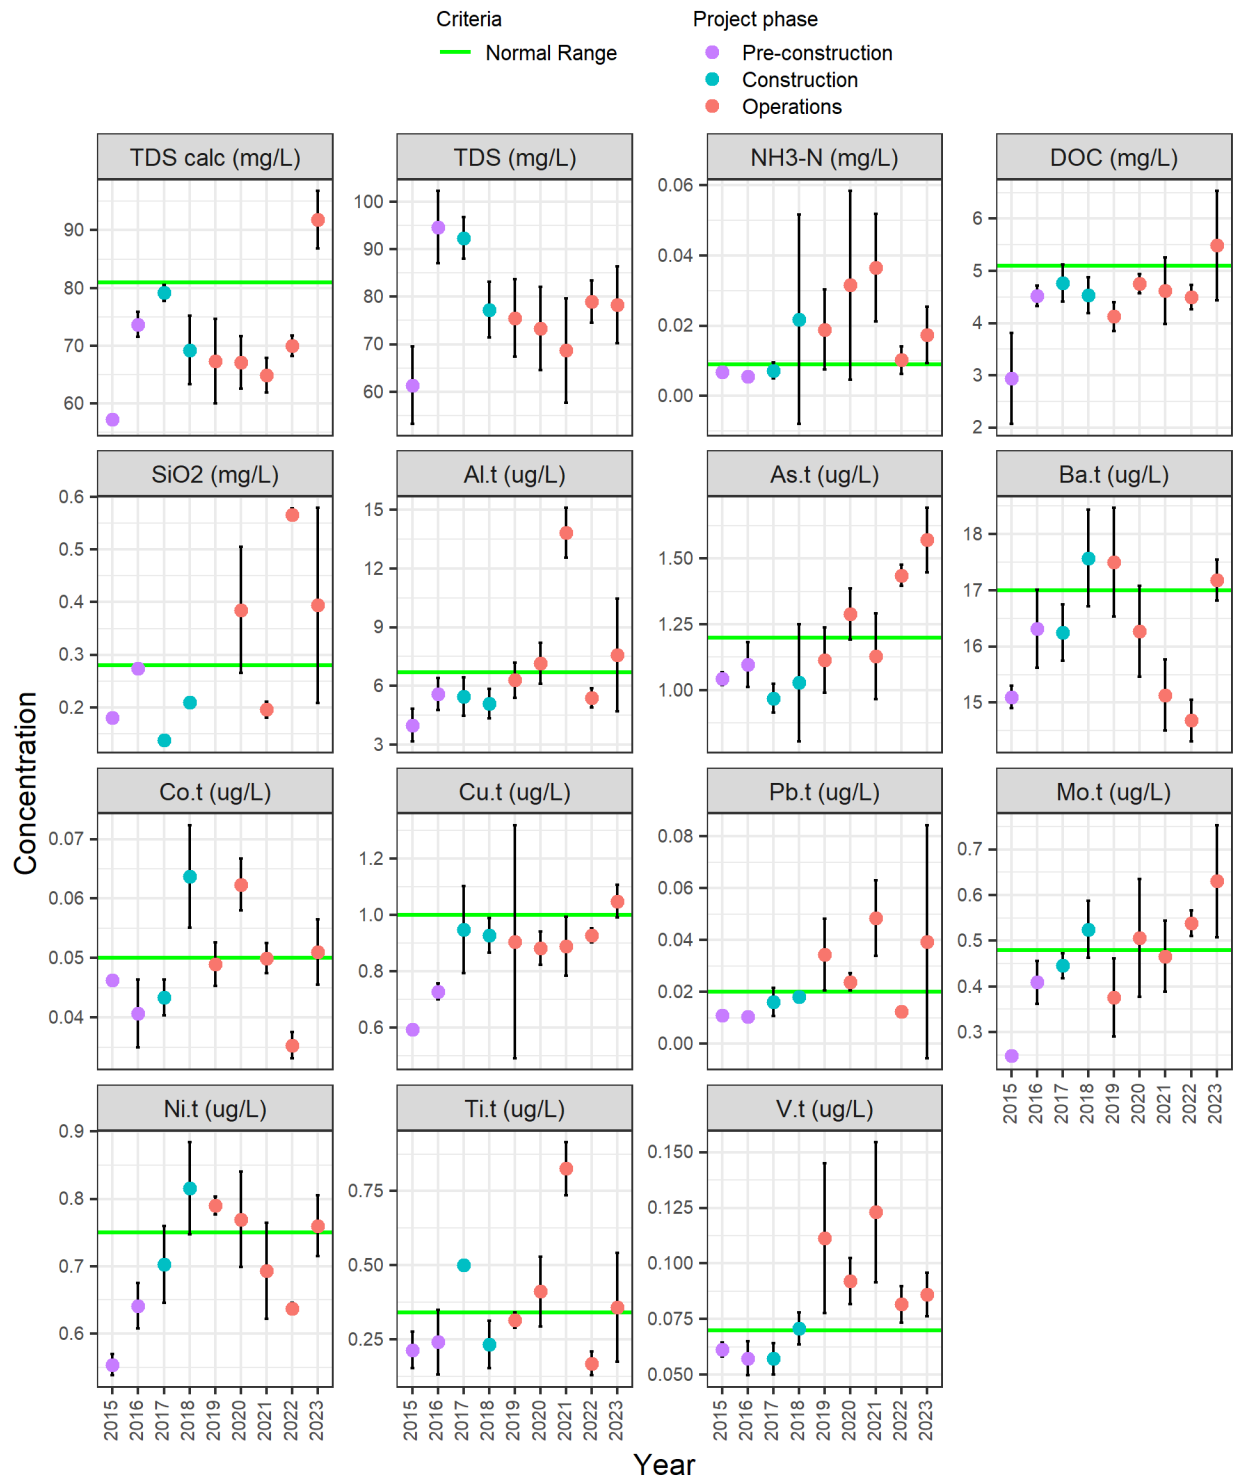 Criteria
Normal Range
Project phase
Pre-construction
Construction
Operations
TDS calc (mg/L)
TDS (mg/L)
NH3-N (mg/L)
DOC (mg/L)
90
80
70
60
100
90
80
70
60
0.06
0.04
0.02
0.00
6
5
4
3
2
SiO2 (mg/L)
Al.t (ug/L)
As.t (ug/L)
Ba.t (ug/L)
0.6
0.5
0.4
0.3
0.2
15
12
9
6
3
1.50
1.25
1.00
18
17
16
15
Concentration
Co.t (ug/L)
Cu.t (ug/L)
Pb.t (ug/L)
Mo.t (ug/L)
0.07
0.06
0.05
0.04
1.2
1.0
0.8
0.6
0.08
0.06
0.04
0.02
0.00
0.7
0.6
0.5
0.4
0.3
2015 2016 2017 2018 2019 2020 2021 2022 2023
Ni.t (ug/L)
Ti.t (ug/L)
V.t (ug/L)
0.9
0.8
0.7
0.6
0.75
0.50
0.25
0.150
0.125
0.100
0.075
0.050
2015 2016 2017 2018 2019 2020 2021 2022 2023
2015 2016 2017 2018 2019 2020 2021 2022 2023
2015 2016 2017 2018 2019 2020 2021 2022 2023
Year